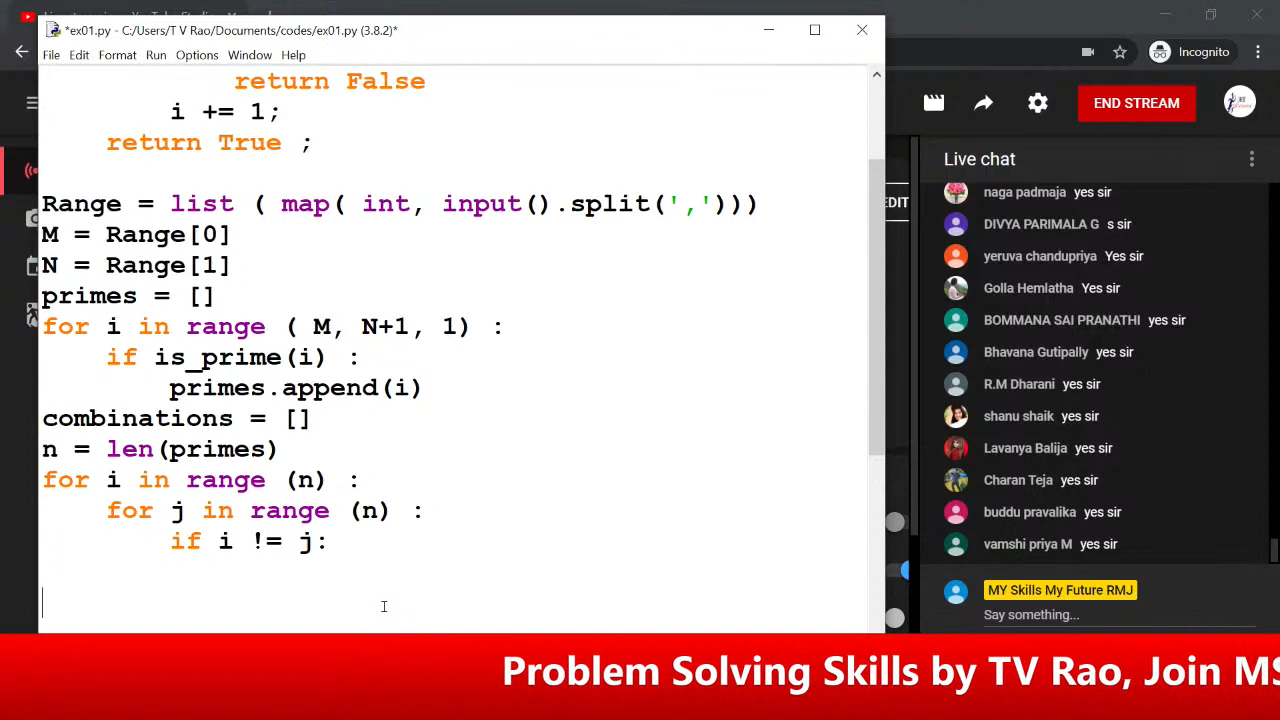 *ex01.py - C:/Users/T V Rao/Documents/codes/ex01.py (3.8.2)*
File Edit Format Run Options Help
return False
i += 1;
return True ;
Range = list ( map( int, input().split(',')))
M = Range[0]
N = Range[1]
primes = []
for i in range ( M, N+1, 1) :
if is_prime(i) :
primes.append(i)
combinations = []
n = len(primes)
for i in range (n) :
for j in range (n) :
if i != j:
Incognito
END STREAM
EDIT
Live chat
naga padmaja yes sir
DIVYA PARIMALA G s sir
yeruva chandupriya Yes sir
Golla Hemlatha Yes sir
BOMMANA SAI PRANATHI yes sir
Bhavana Gutipally yes sir
R.M Dharani yes sir
shanu shaik yes sir
Lavanya Balija yes sir
Charan Teja yes sir
buddu pravalika yes sir
vamshi priya M yes sir
MY Skills My Future RMJ
Say something...
Problem Solving Skills by TV Rao, Join MS